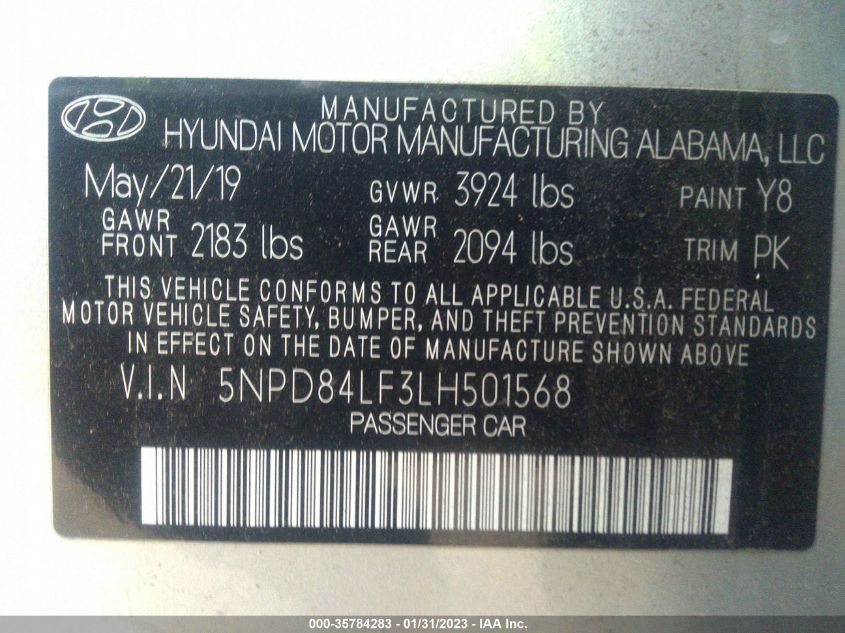 MANUFACTURED BY
HYUNDAI MOTOR MANUFACTURING ALABAMA, LLC
May/21/19 GVWR 3924 lbs PAINT Y8
GAWR FRONT 2183 lbs GAWR REAR 2094 lbs TRIM PK
THIS VEHICLE CONFORMS TO ALL APPLICABLE U.S.A. FEDERAL
MOTOR VEHICLE SAFETY, BUMPER, AND THEFT PREVENTION STANDARDS
IN EFFECT ON THE DATE OF MANUFACTURE SHOWN ABOVE
V.I.N 5NPD84LF3LH501568
PASSENGER CAR
000-35784283 - 01/31/2023 - IAA Inc.